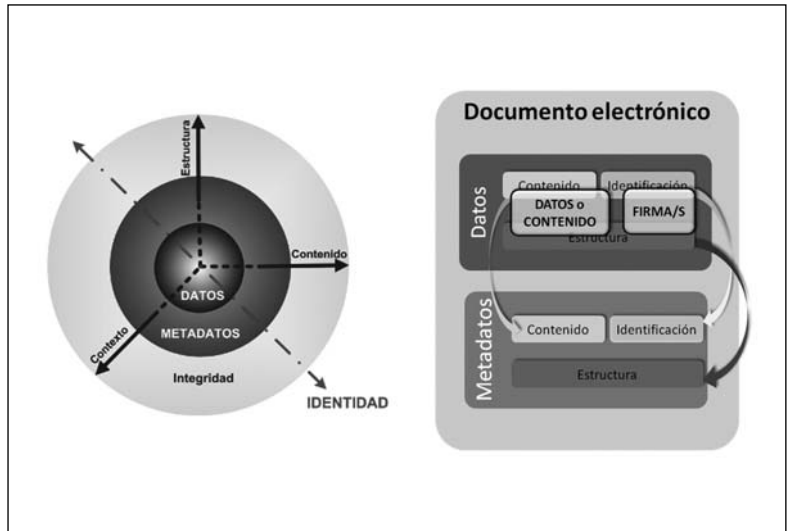 Estructura
Contenido
DATOS
METADATOS
Contexto
Integridad
IDENTIDAD
Documento electrónico
Datos
Contenido
Identificación
DATOS o
CONTENIDO
FIRMA/S
Estructura
Metadatos
Contenido
Identificación
Estructura